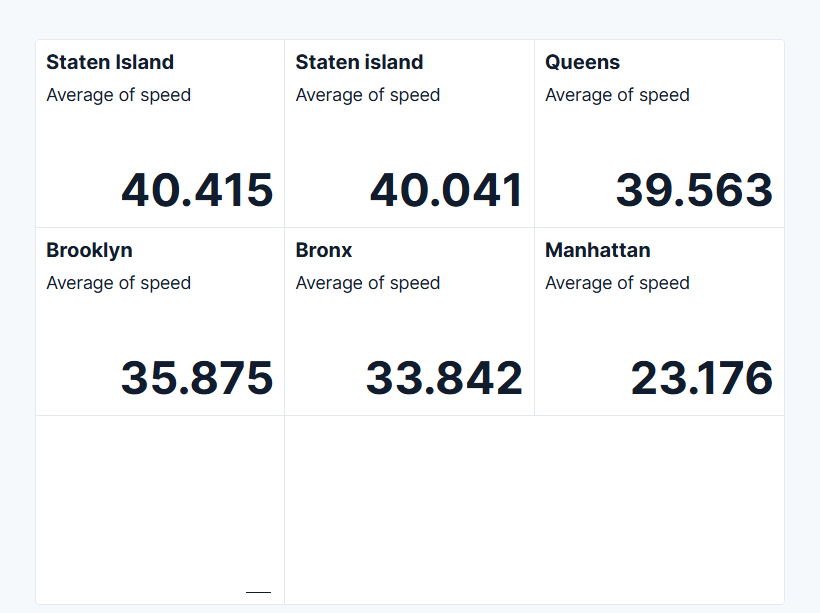 Staten Island
Average of speed
40.415
Staten island
Average of speed
40.041
Queens
Average of speed
39.563
Brooklyn
Average of speed
35.875
Bronx
Average of speed
33.842
Manhattan
Average of speed
23.176